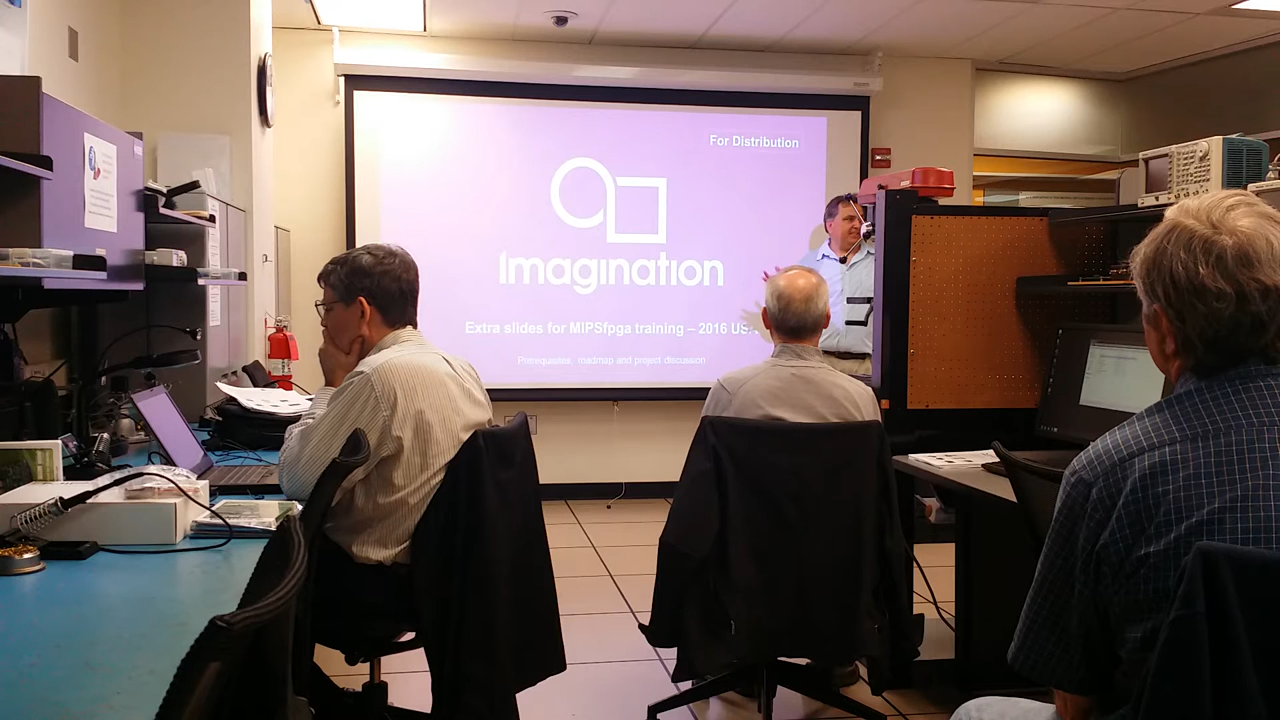 For Distribution
Imagination
Extra slides for MIPSfpga training – 2016 US
Prerequisites, roadmap and project discussion